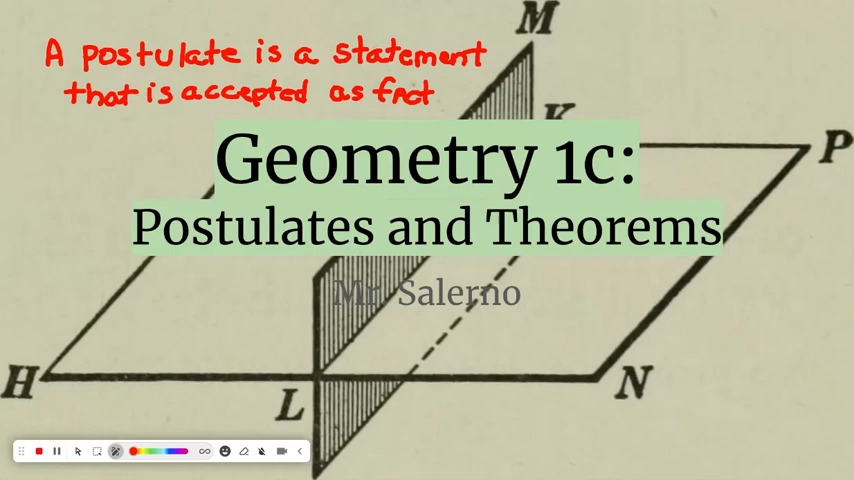 M
A postulate is a statement
that is accepted as fact
K
Geometry 1c:
P
Postulates and Theorems
Mr. Salerno
H
N
L